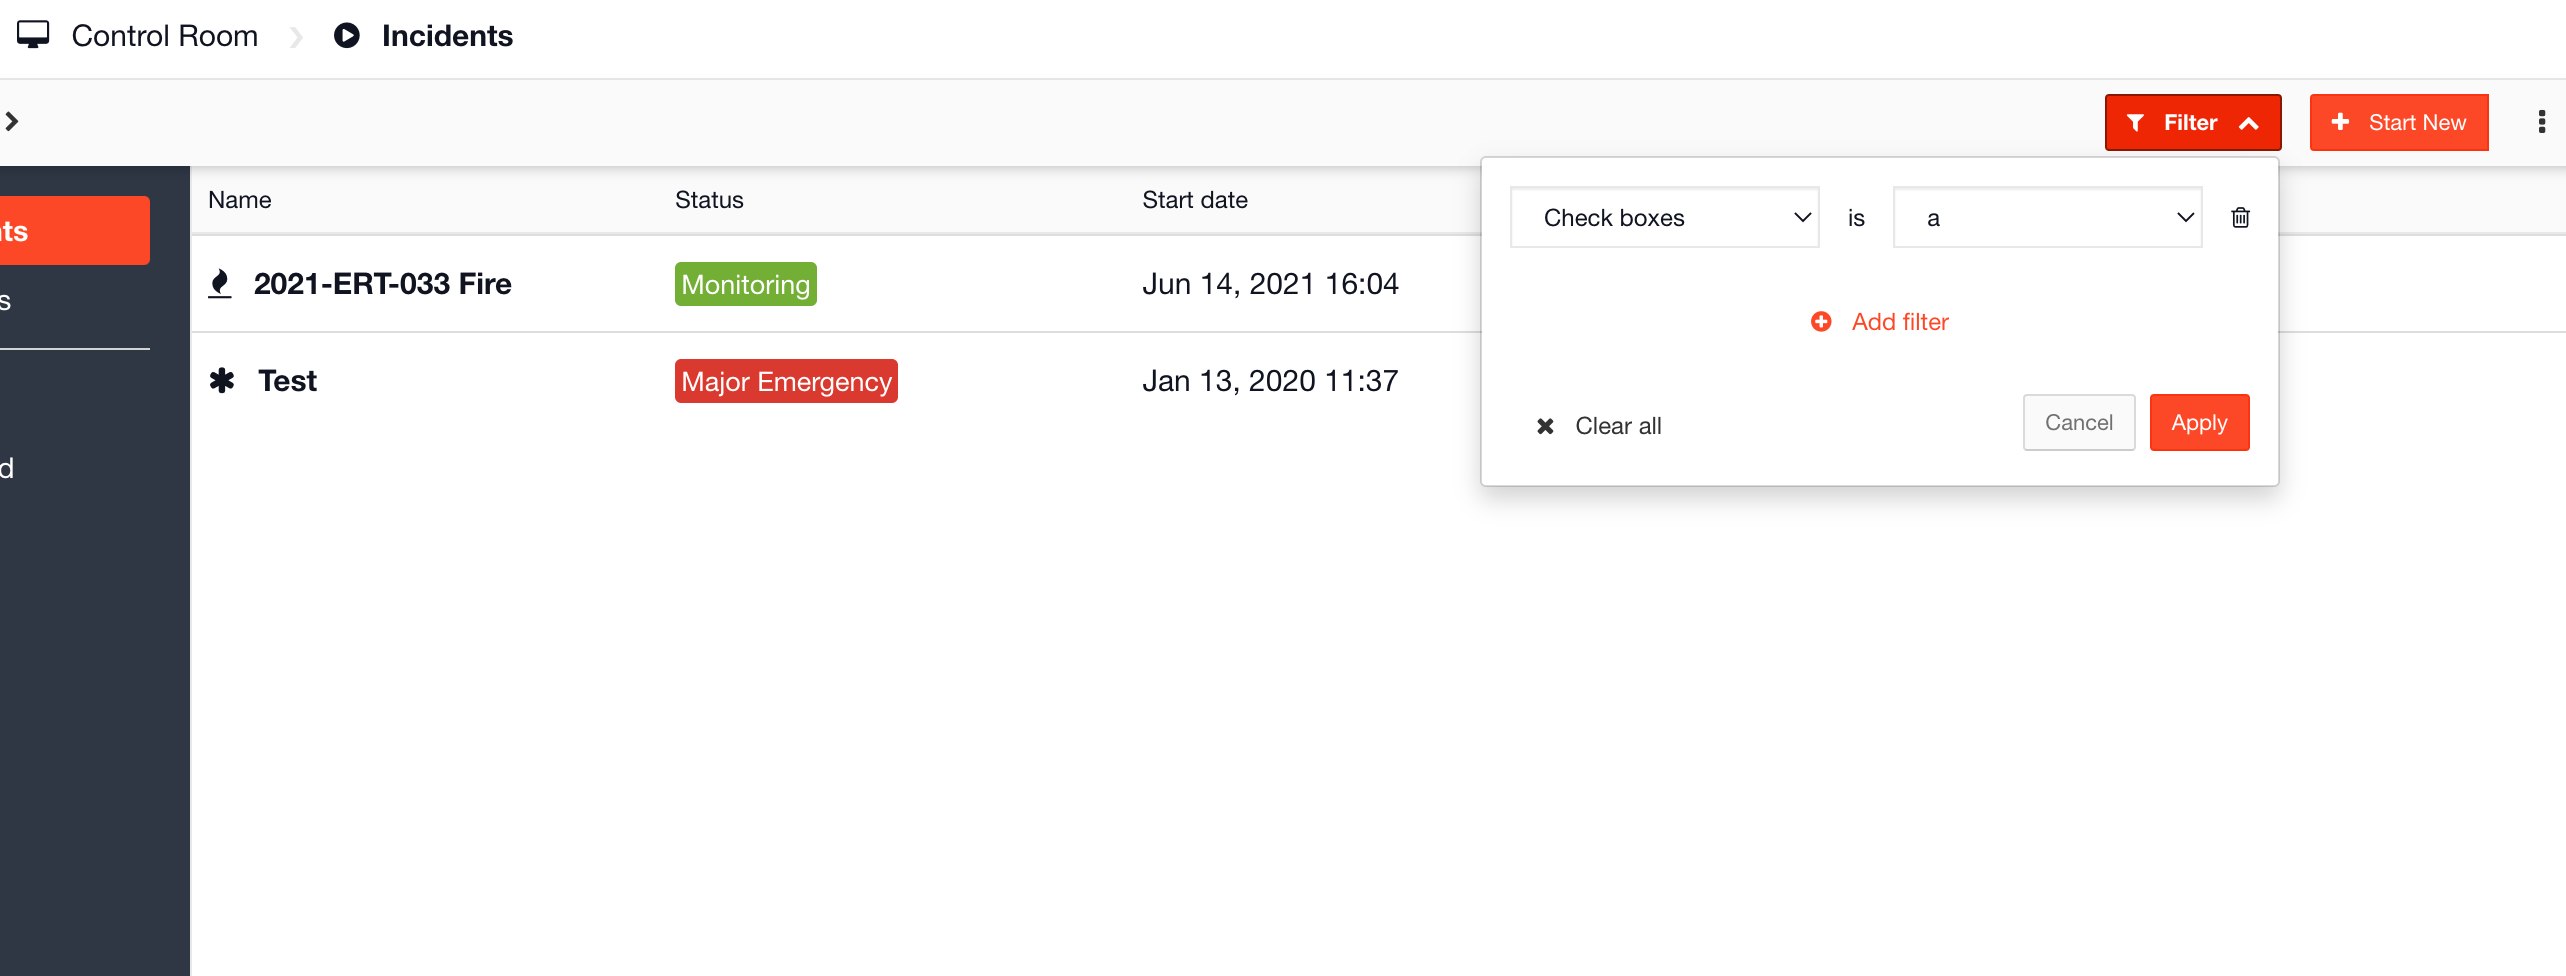 Control Room Incidents
Filter Start New
ts
s
d
Name Status Start date
2021-ERT-033 Fire Monitoring Jun 14, 2021 16:04
Test Major Emergency Jan 13, 2020 11:37
Check boxes is a
Add filter
Clear all Cancel Apply